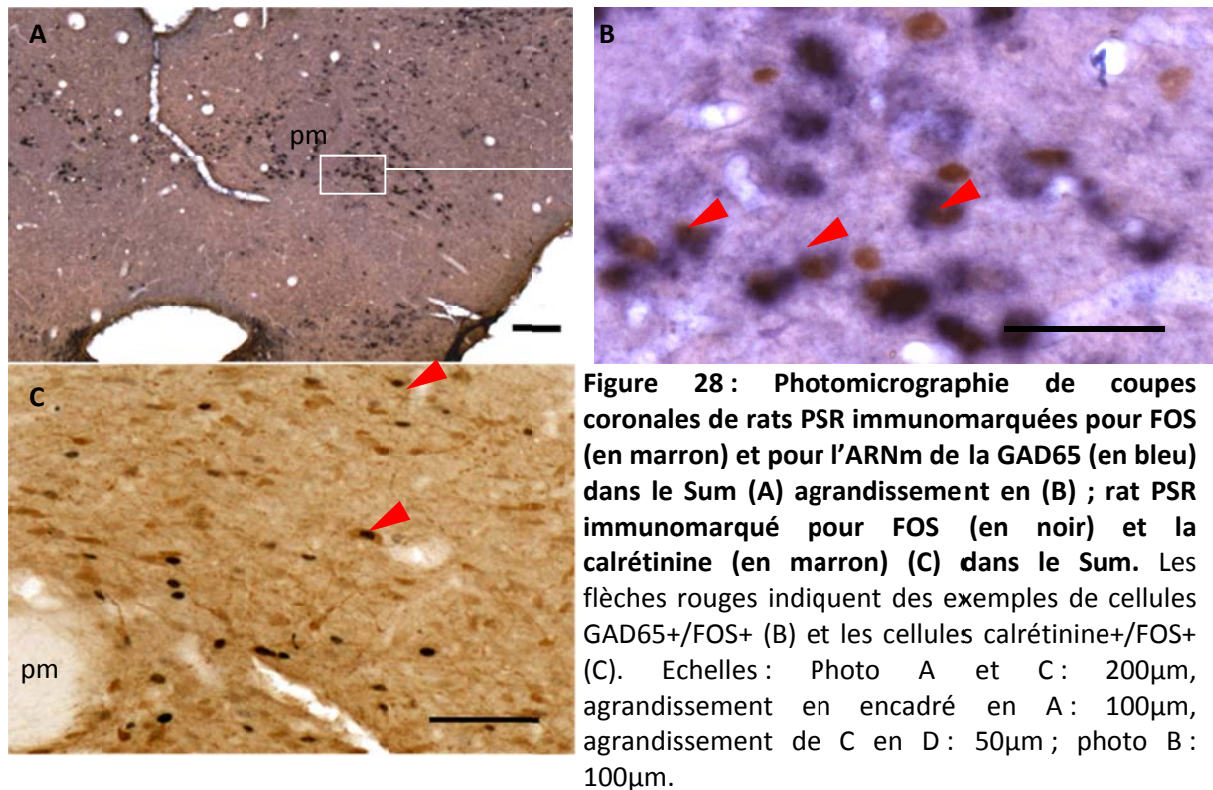 A
B
pm
C
pm
Figure 28 : Photomicrographie de coupes
coronales de rats PSR immunomarquées pour FOS
(en marron) et pour l'ARNm de la GAD65 (en bleu)
dans le Sum (A) agrandissement en (B) ; rat PSR
immunomarqué pour FOS (en noir) et la
calrétinine (en marron) (C) dans le Sum. Les
flèches rouges indiquent des exemples de cellules
GAD65+/FOS+ (B) et les cellules calrétinine+/FOS+
(C). Echelles : Photo A et C : 200µm,
agrandissement en encadré en A : 100µm,
agrandissement de C en D : 50µm ; photo B :
100µm.